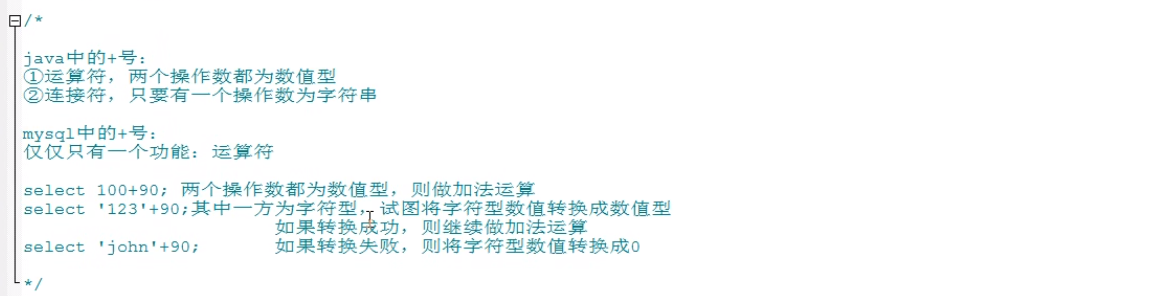 /*
java中的+号:
①运算符，两个操作数都为数值型
②连接符，只要有一个操作数为字符串
mysql中的+号:
仅仅只有一个功能: 运算符
select 100+90; 两个操作数都为数值型，则做加法运算
select '123'+90;其中一方为字符型，试图将字符型数值转换成数值型
如果转换成功，则继续做加法运算
select 'john'+90; 如果转换失败，则将字符型数值转换成0
*/